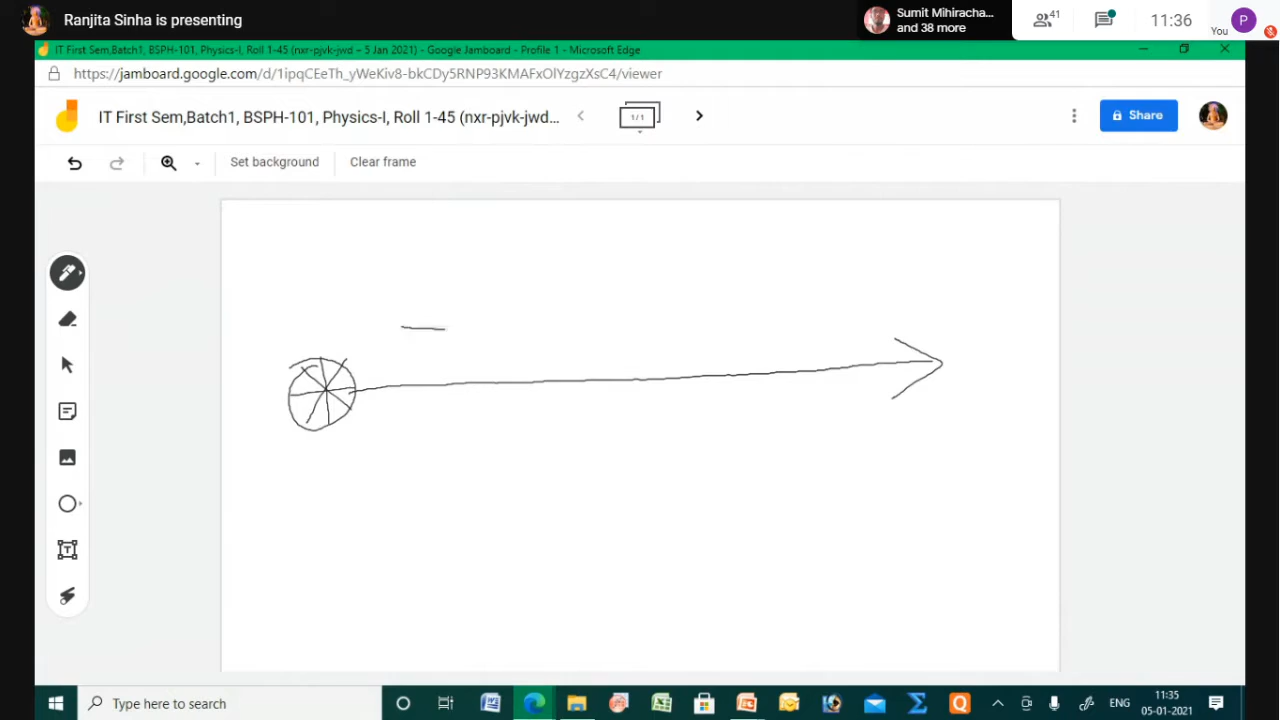 Ranjita Sinha is presenting
Sumit Mihiracha...
and 38 more
41
11:36
P
You
IT First Sem,Batch1, BSPH-101, Physics-I, Roll 1-45 (nxr-pjvk-jwd – 5 Jan 2021) - Google Jamboard - Profile 1 - Microsoft Edge
https://jamboard.google.com/d/1ipqCEeTh_yWeKiv8-bkCDy5RNP93KMAFxOlYzgzXsC4/viewer
IT First Sem,Batch1, BSPH-101, Physics-I, Roll 1-45 (nxr-pjvk-jwd...
1/1
Share
Set background
Clear frame
Type here to search
ENG
11:35
05-01-2021